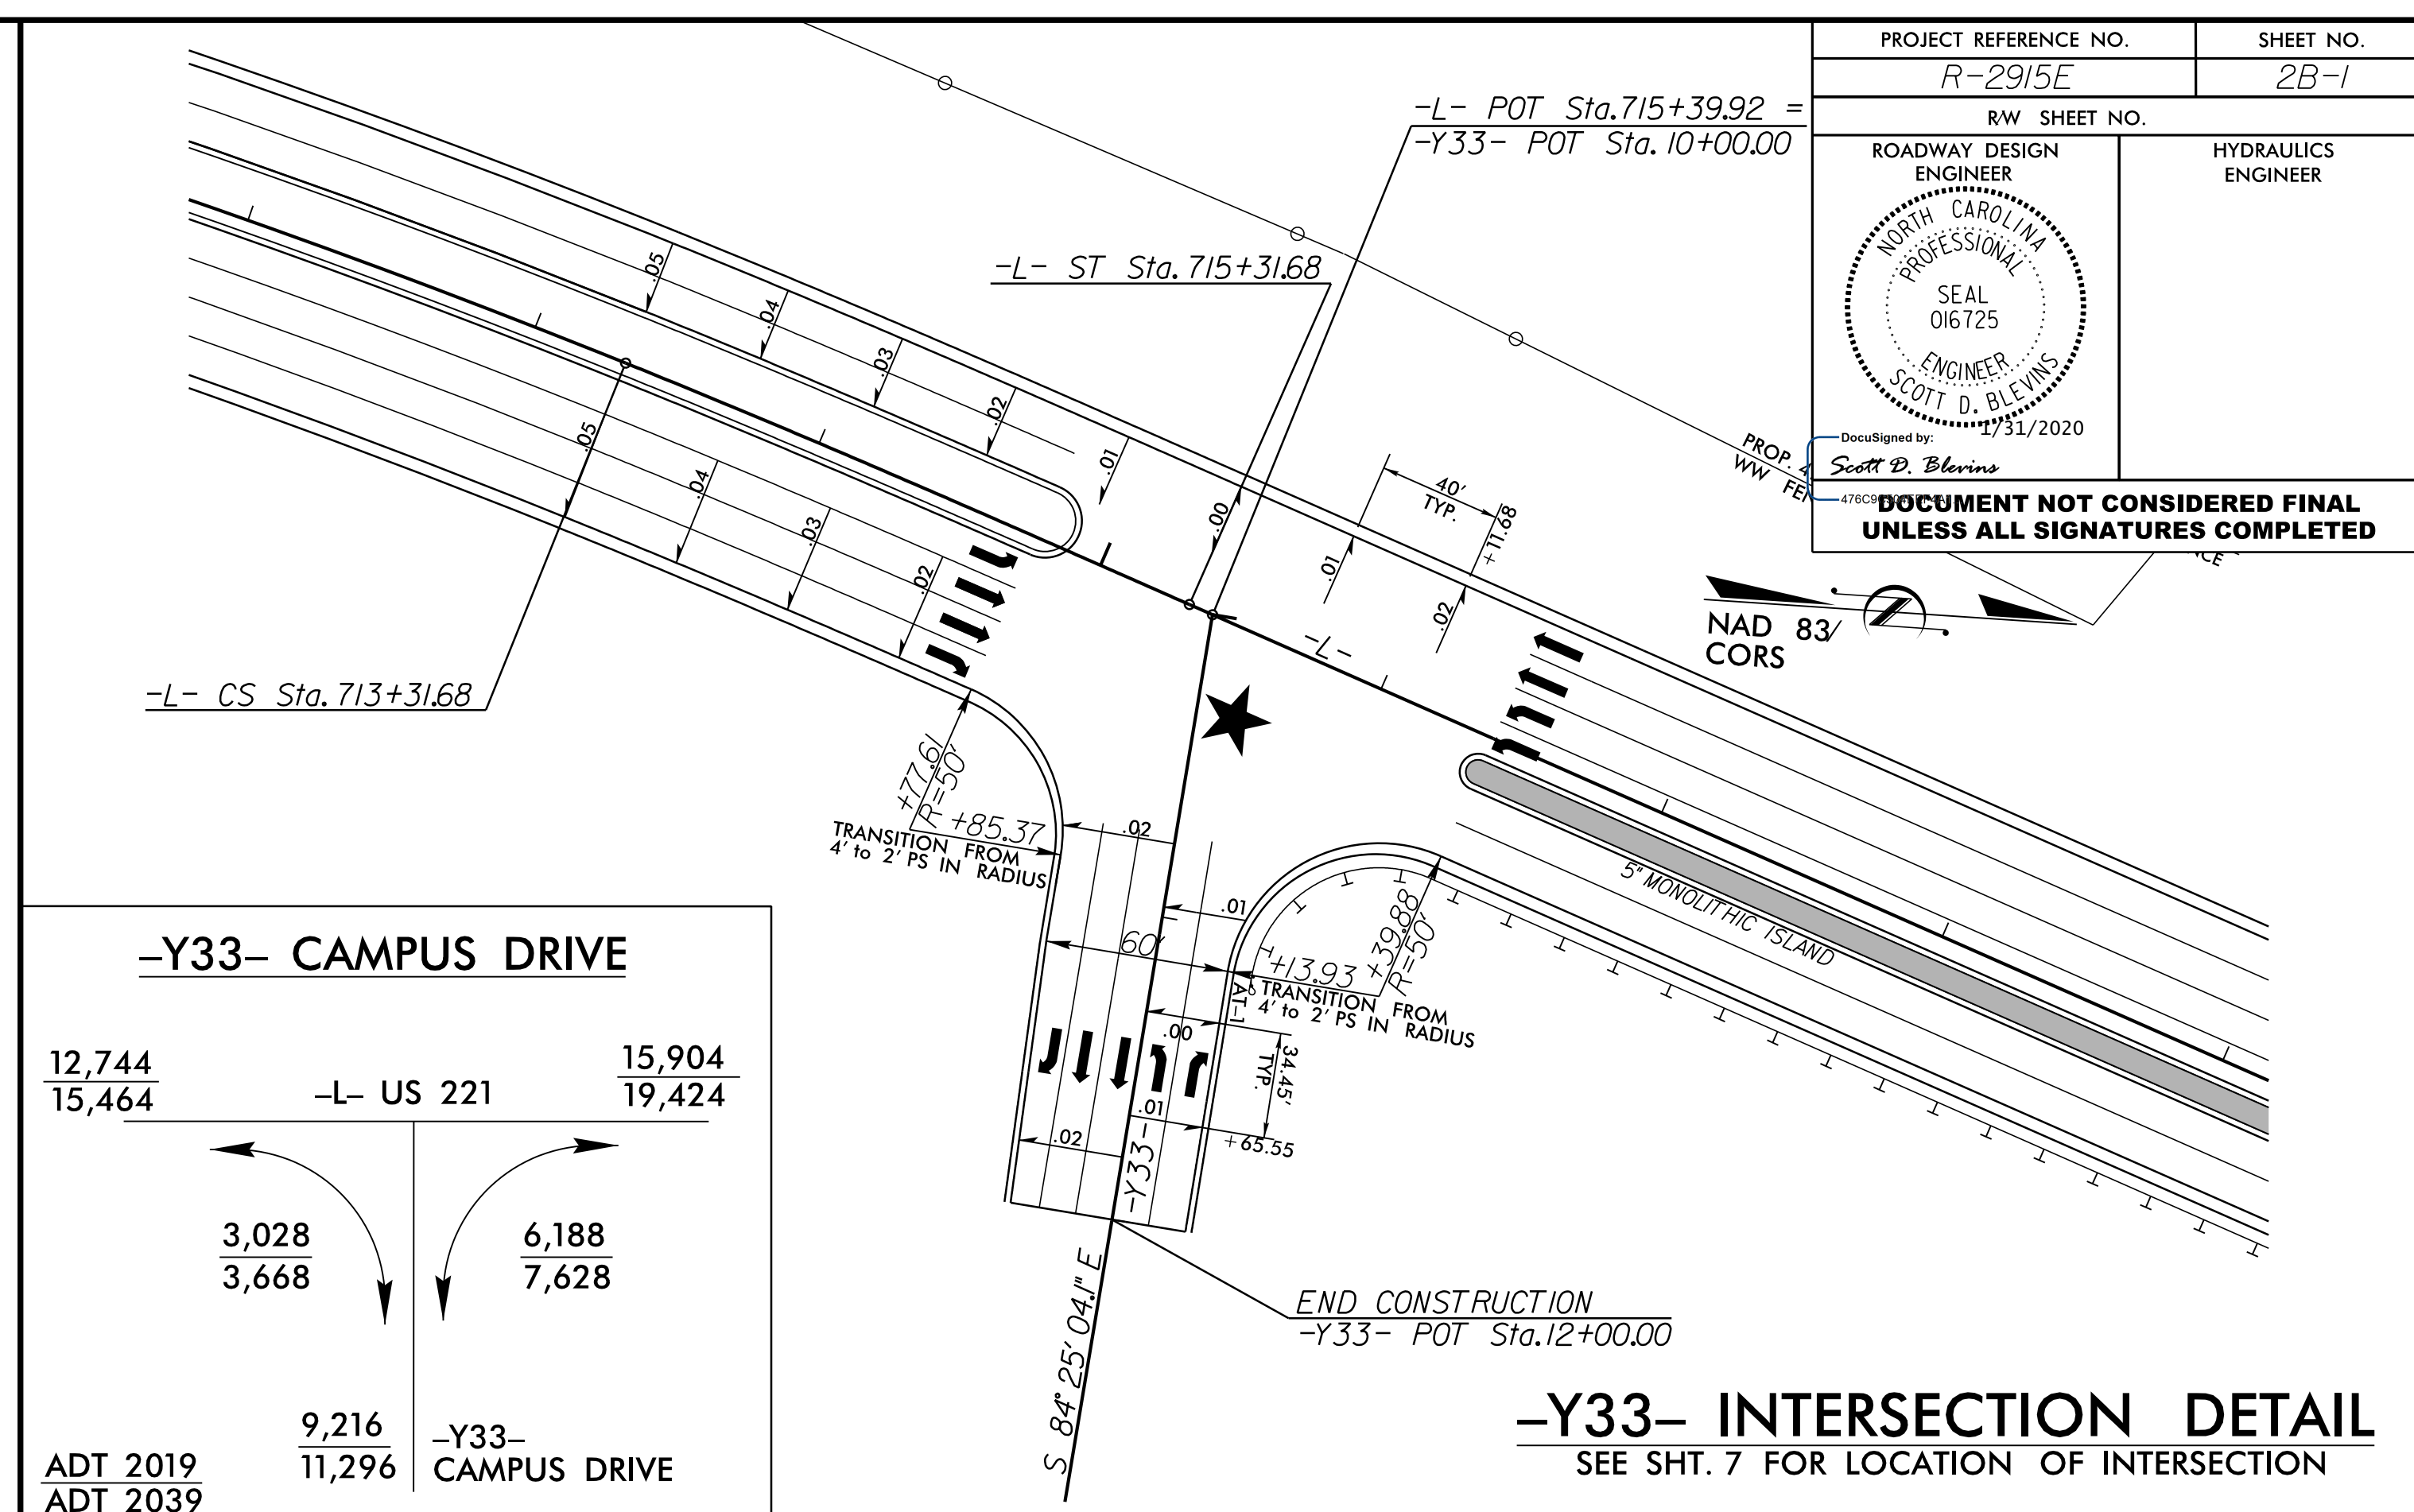 PROJECT REFERENCE NO.
SHEET NO.
R-2915E
2B-1
R/W SHEET NO.
ROADWAY DESIGN
ENGINEER
HYDRAULICS
ENGINEER
NORTH CAROLINA
PROFESSIONAL
SEAL
016725
ENGINEER
SCOTT D. BLEVINS
1/31/2020
DocuSigned by:
Scott D. Blevins
DOCUMENT NOT CONSIDERED FINAL
UNLESS ALL SIGNATURES COMPLETED
-L- POT Sta. 715+39.92 =
-Y33- POT Sta. 10+00.00
-L- ST Sta. 715+31.68
-L- CS Sta. 713+31.68
.05
.04
.03
.02
.01
.00
.01
.02
40'
TYP.
+11.68
.05
.04
.03
.02
PROP. 4
WW FE
CE
NAD 83/
CORS
-L-
+77.61
R=50'
+85.37
TRANSITION FROM
4' to 2' PS IN RADIUS
.02
.01
60'
+13.93
+39.88
R=50'
TRANSITION FROM
4' to 2' PS IN RADIUS
AT-1
.00
34.45'
TYP.
.01
.02
+65.55
-Y33-
5" MONOLITHIC ISLAND
S 84° 25' 04.1" E
END CONSTRUCTION
-Y33- POT Sta. 12+00.00
–Y33– CAMPUS DRIVE
12,744
15,464
–L– US 221
15,904
19,424
3,028
3,668
6,188
7,628
9,216
11,296
–Y33–
CAMPUS DRIVE
ADT 2019
ADT 2039
–Y33– INTERSECTION DETAIL
SEE SHT. 7 FOR LOCATION OF INTERSECTION